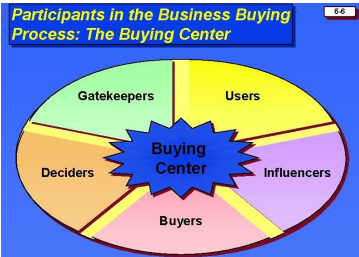 Participants in the Business Buying
Process: The Buying Center
6-6
Gatekeepers
Users
Buying
Center
Deciders
Influencers
Buyers